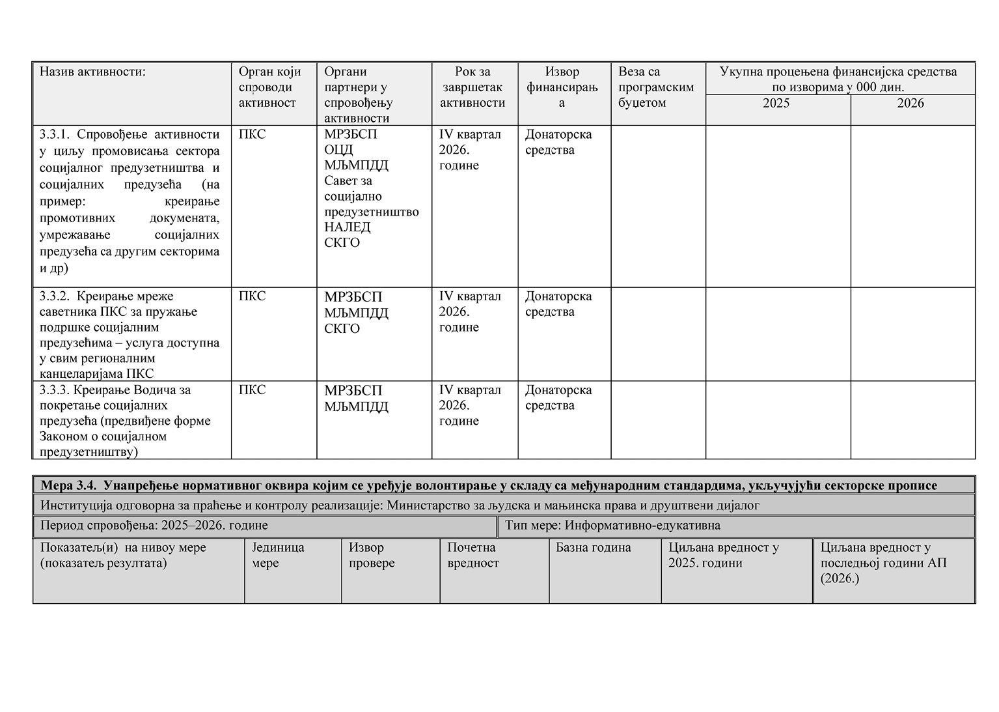 Назив активности:
Орган који
спроводи
активност
Органи
партнери у
спровођењу
активности
Рок за
завршетак
активности
Извор
финансирањ
а
Веза са
програмским
буџетом
Укупна процењена финансијска средства
по изворима у 000 дин.
2025
2026
3.3.1. Спровођење активности
у циљу промовисања сектора
социјалног предузетништва и
социјалних предузећа (на
пример: креирање
промотивних докумената,
умрежавање социјалних
предузећа са другим секторима
и др)
ПКС
МРЗБСП
ОЦД
МЉМПДД
Савет за
социјално
предузетништво
НАЛЕД
СКГО
IV квартал
2026.
године
Донаторска
средства
3.3.2. Креирање мреже
саветника ПКС за пружање
подршке социјалним
предузећима – услуга доступна
у свим регионалним
канцеларијама ПКС
ПКС
МРЗБСП
МЉМПДД
СКГО
IV квартал
2026.
године
Донаторска
средства
3.3.3. Креирање Водича за
покретање социјалних
предузећа (предвиђене форме
Законом о социјалном
предузетништву)
ПКС
МРЗБСП
МЉМПДД
IV квартал
2026.
године
Донаторска
средства
Мера 3.4. Унапређење нормативног оквира којим се уређује волонтирање у складу са међународним стандардима, укључујући секторске прописе
Институција одговорна за праћење и контролу реализације: Министарство за људска и мањинска права и друштвени дијалог
Период спровођења: 2025–2026. године
Тип мере: Информативно-едукативна
Показатељ(и) на нивоу мере
(показатељ резултата)
Јединица
мере
Извор
провере
Почетна
вредност
Базна година
Циљана вредност у
2025. години
Циљана вредност у
последњој години АП
(2026.)